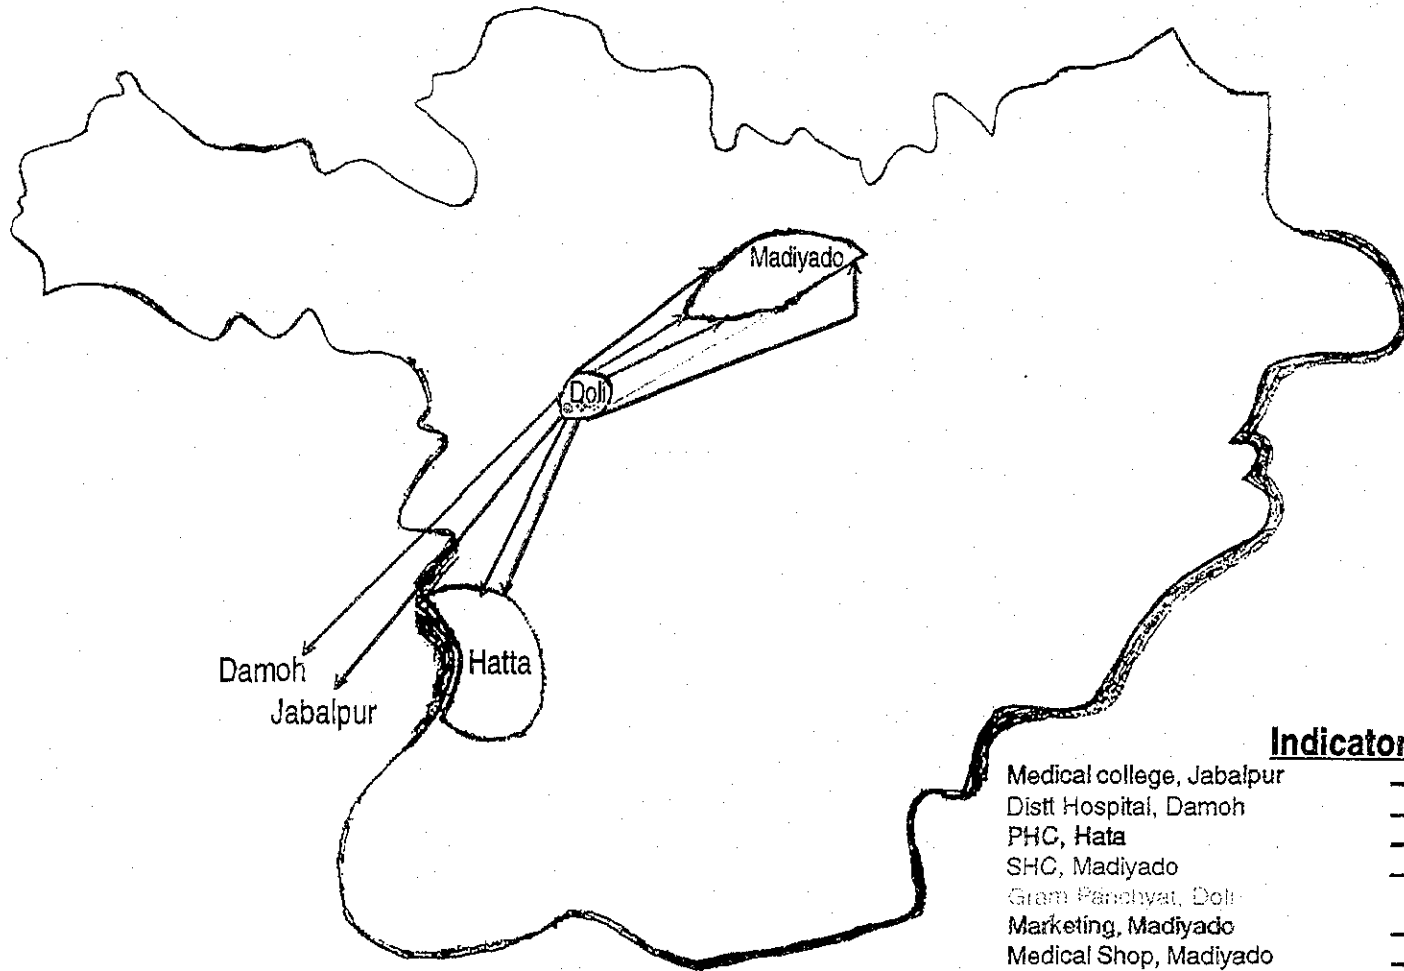 Madiyado
Doli
Damoh
Hatta
Jabalpur
Indicator
Medical college, Jabalpur
Distt Hospital, Damoh
PHC, Hata
SHC, Madiyado
Gram Panchyat, Doli
Marketing, Madiyado
Medical Shop, Madiyado